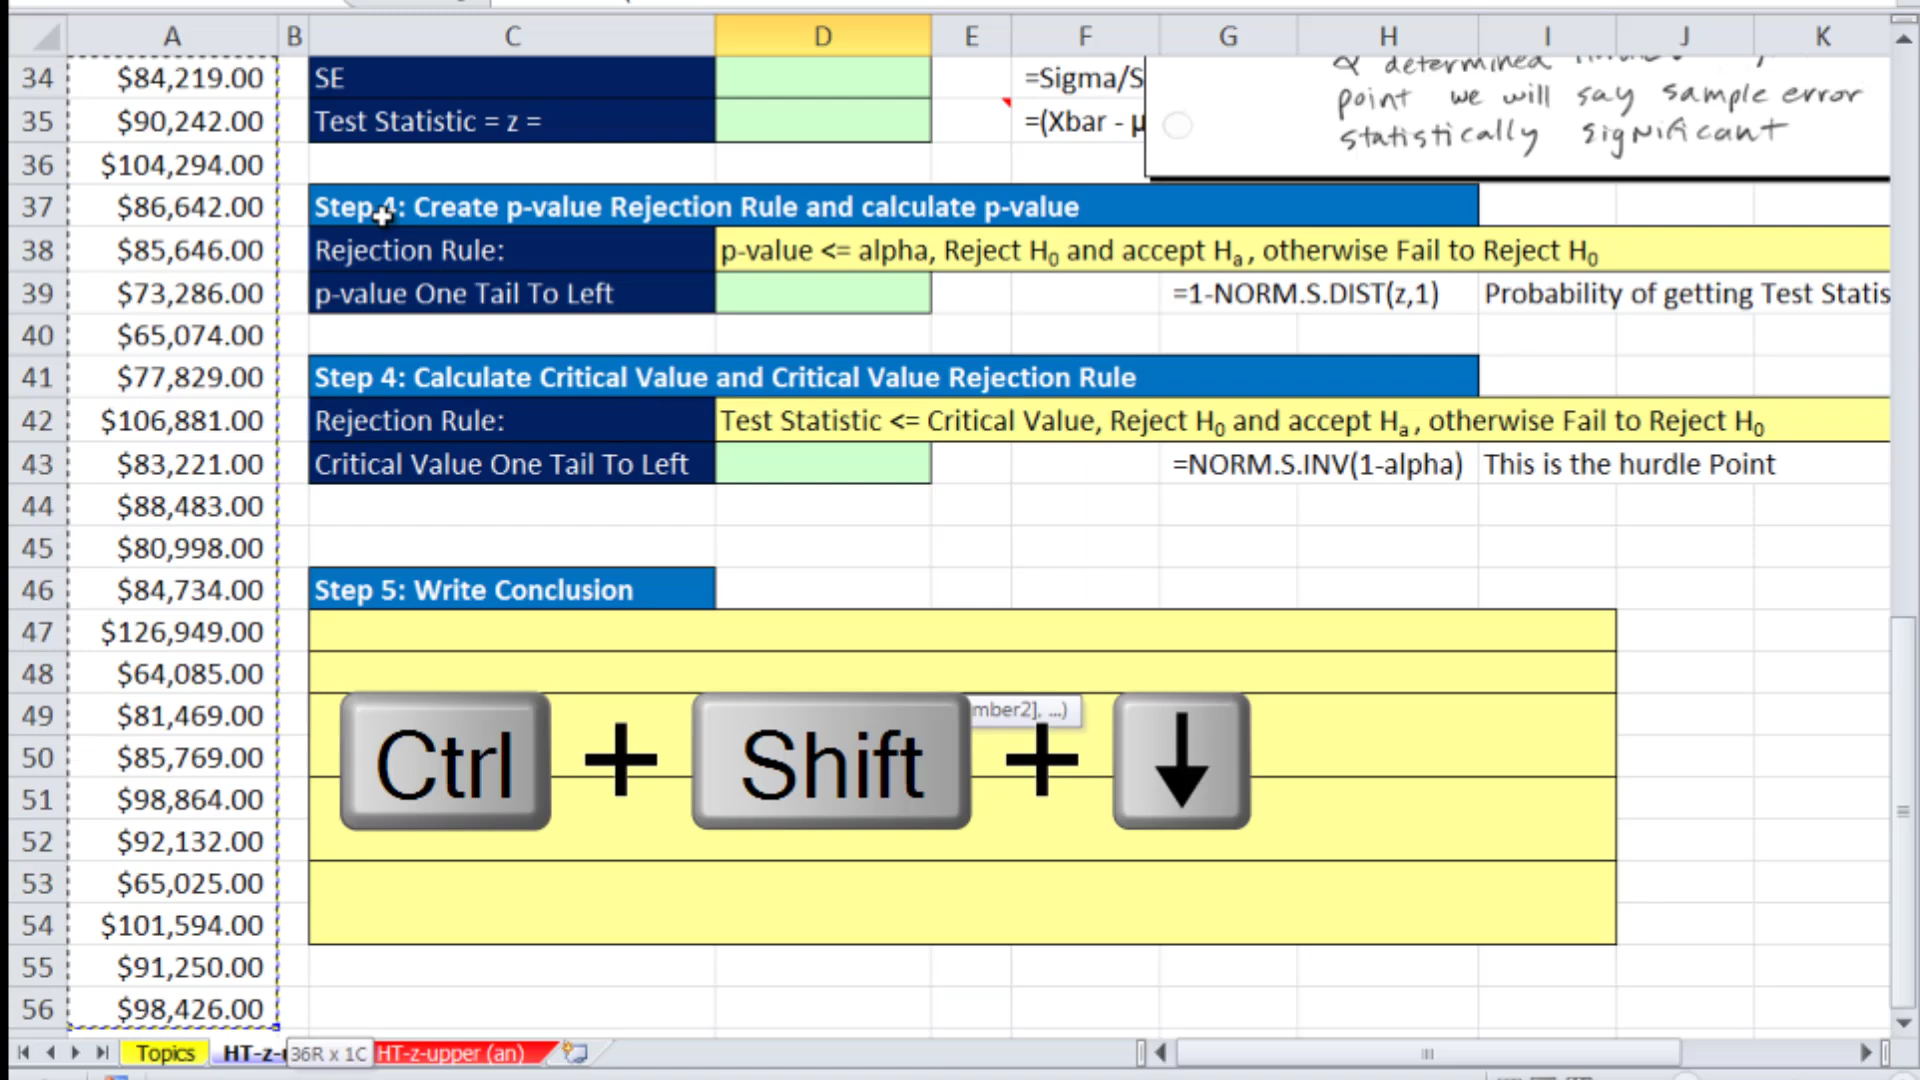 A B C D E F G H I J K
34 $84,219.00 SE =Sigma/S
35 $90,242.00 Test Statistic = z = =(Xbar - μ
determined
point we will say sample error
statistically significant
36 $104,294.00
37 $86,642.00 Step 4: Create p-value Rejection Rule and calculate p-value
38 $85,646.00 Rejection Rule: p-value <= alpha, Reject H0 and accept Ha, otherwise Fail to Reject H0
39 $73,286.00 p-value One Tail To Left =1-NORM.S.DIST(z,1) Probability of getting Test Statis
40 $65,074.00
41 $77,829.00 Step 4: Calculate Critical Value and Critical Value Rejection Rule
42 $106,881.00 Rejection Rule: Test Statistic <= Critical Value, Reject H0 and accept Ha, otherwise Fail to Reject H0
43 $83,221.00 Critical Value One Tail To Left =NORM.S.INV(1-alpha) This is the hurdle Point
44 $88,483.00
45 $80,998.00
46 $84,734.00 Step 5: Write Conclusion
47 $126,949.00
48 $64,085.00
49 $81,469.00 mber2], ...)
50 $85,769.00 Ctrl + Shift + ↓
51 $98,864.00
52 $92,132.00
53 $65,025.00
54 $101,594.00
55 $91,250.00
56 $98,426.00
Topics HT-z- 36R x 1C HT-z-upper (an)